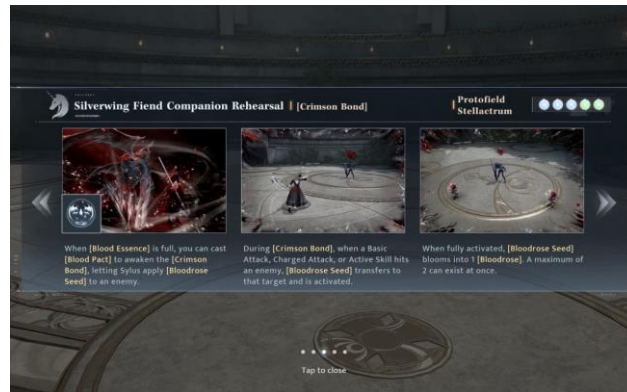 Silverwing Fiend Companion Rehearsal | [Crimson Bond]
Protofield
Stellactrum
When [Blood Essence] is full, you can cast
[Blood Pact] to awaken the [Crimson
Bond], letting Sylus apply [Bloodrose
Seed] to an enemy.
During [Crimson Bond], when a Basic
Attack, Charged Attack, or Active Skill hits
an enemy, [Bloodrose Seed] transfers to
that target and is activated.
When fully activated, [Bloodrose Seed]
blooms into 1 [Bloodrose]. A maximum of
2 can exist at once.
Tap to close